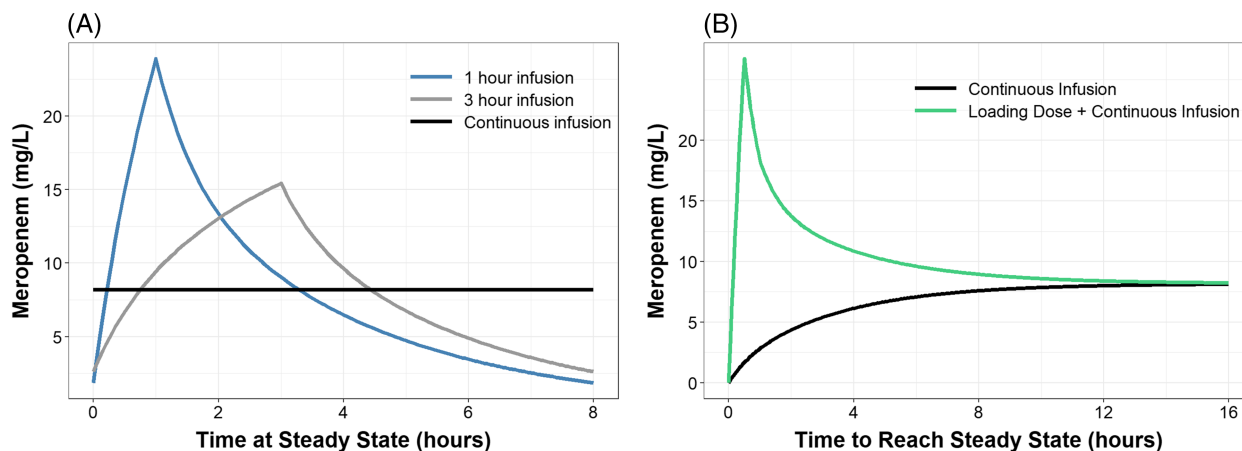 (A)
Meropenem (mg/L)
20
15
10
5
1 hour infusion
3 hour infusion
Continuous infusion
0
2
4
6
8
Time at Steady State (hours)
(B)
Meropenem (mg/L)
20
15
10
5
0
Continuous Infusion
Loading Dose + Continuous Infusion
0
4
8
12
16
Time to Reach Steady State (hours)